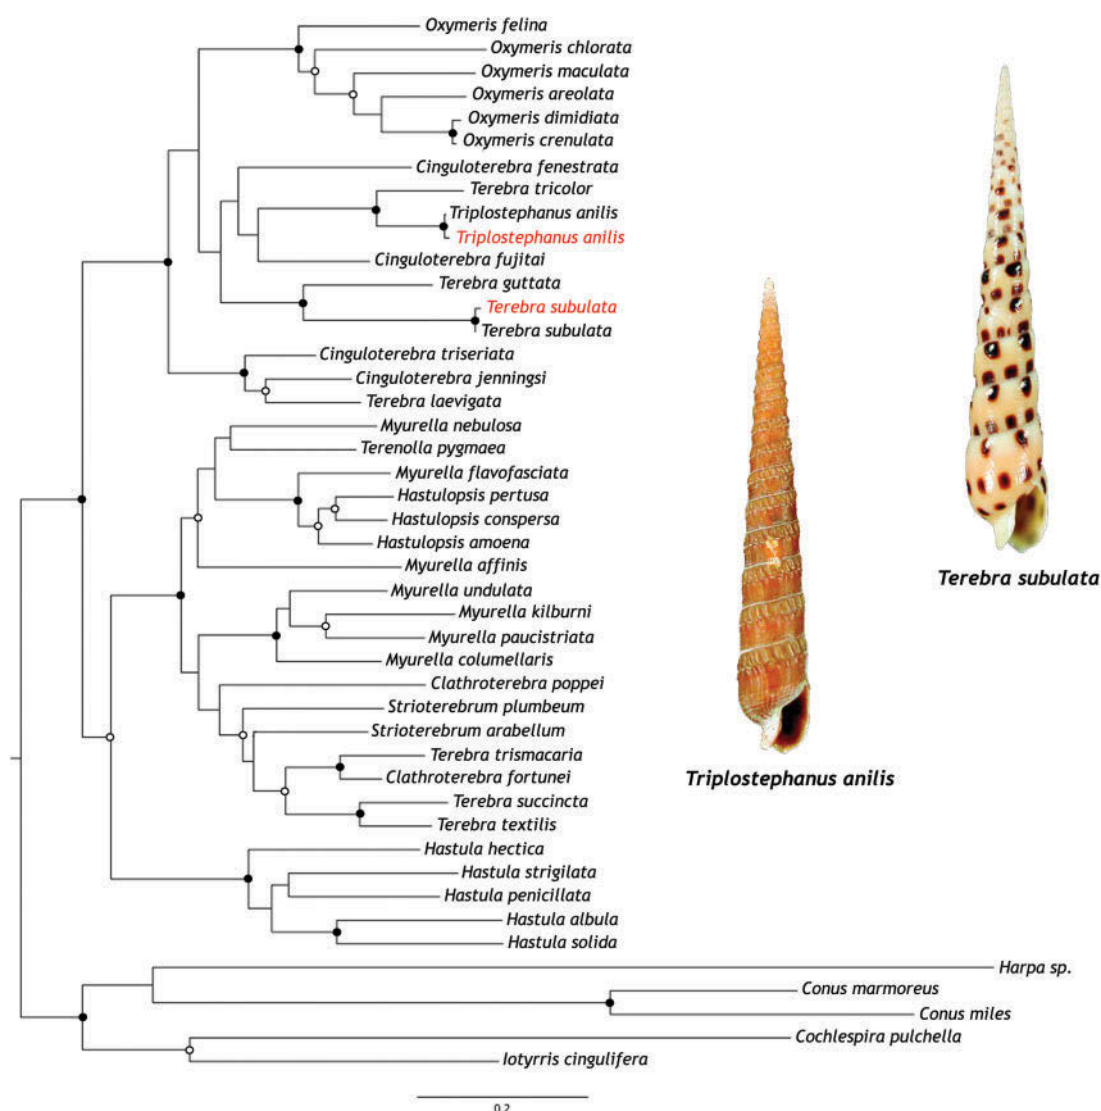 Oxymeris felina
Oxymeris chlorata
Oxymeris maculata
Oxymeris areolata
Oxymeris dimidiata
Oxymeris crenulata
Cinguloterebra fenestrata
Terebra tricolor
Triplostephanus anilis
Triplostephanus anilis
Cinguloterebra fujitai
Terebra guttata
Terebra subulata
Terebra subulata
Cinguloterebra triseriata
Cinguloterebra jenningsi
Terebra laevigata
Myurella nebulosa
Terenolla pygmaea
Myurella flavofasciata
Hastulopsis pertusa
Hastulopsis conspersa
Hastulopsis amoena
Myurella affinis
Myurella undulata
Myurella kilburni
Myurella paucistriata
Myurella columellaris
Clathroterebra poppei
Strioterebrum plumbeum
Strioterebrum arabellum
Terebra trismacaria
Clathroterebra fortunei
Terebra succincta
Terebra textilis
Hastula hectica
Hastula strigilata
Hastula penicillata
Hastula albula
Hastula solida
Harpa sp.
Conus marmoreus
Conus miles
Cochlespira pulchella
Iotyrris cingulifera
0.2
Terebra subulata
Triplostephanus anilis